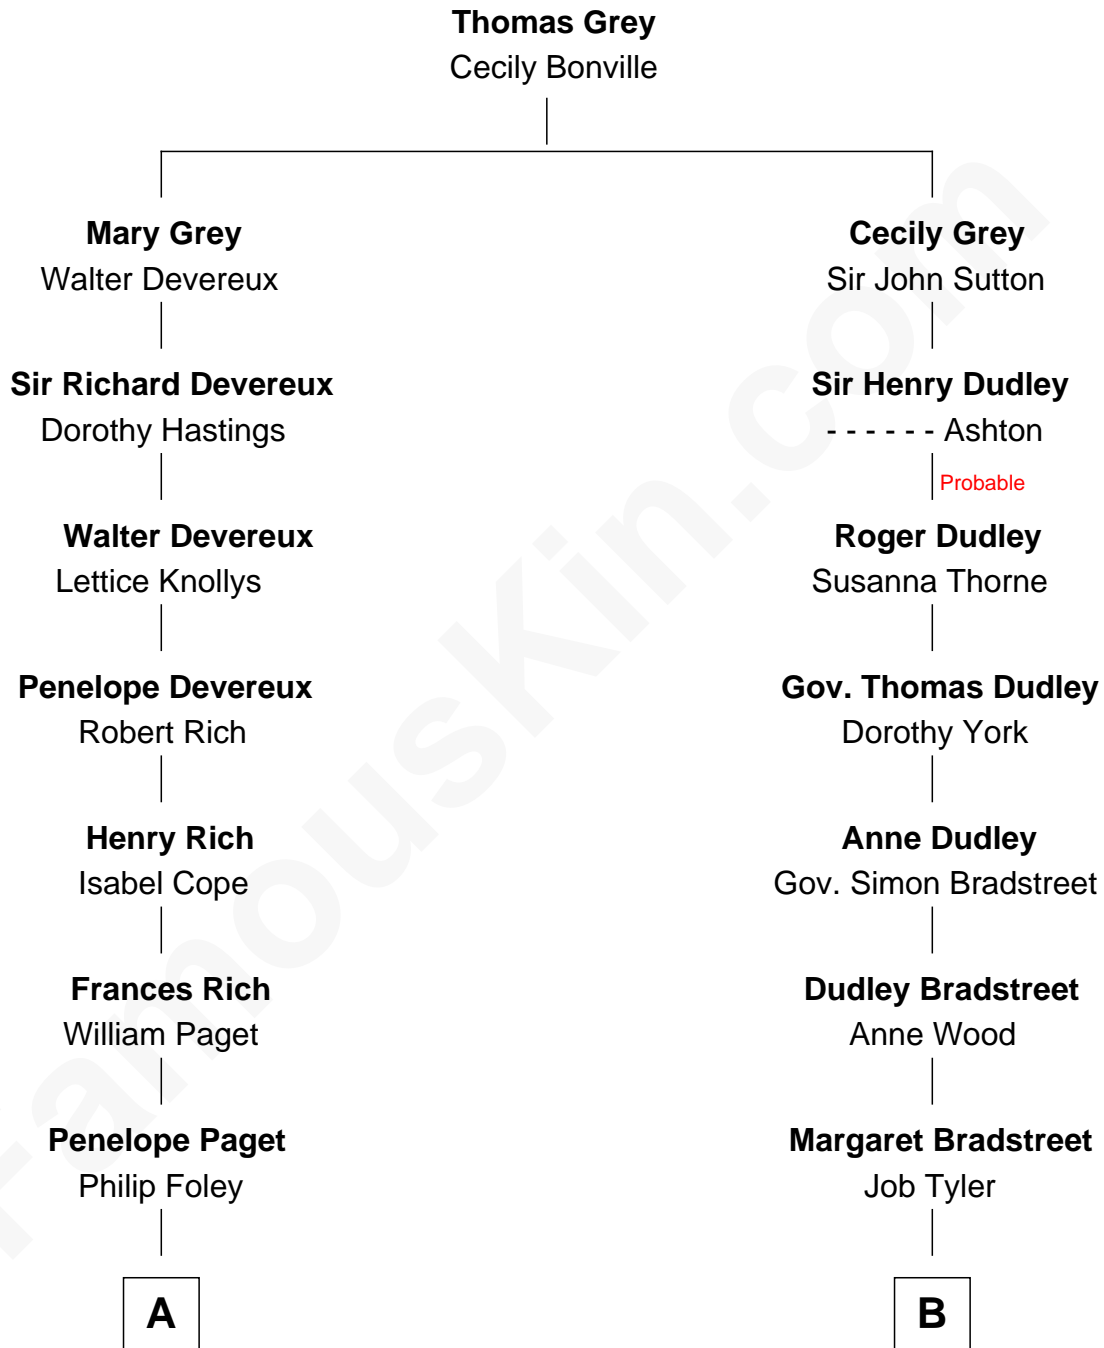 Thomas Grey
Cecily Bonville
Mary Grey
Walter Devereux
Cecily Grey
Sir John Sutton
Sir Richard Devereux
Dorothy Hastings
Sir Henry Dudley
- - - - - - Ashton
Probable
Walter Devereux
Lettice Knollys
Roger Dudley
Susanna Thorne
Penelope Devereux
Robert Rich
Gov. Thomas Dudley
Dorothy York
Henry Rich
Isabel Cope
Anne Dudley
Gov. Simon Bradstreet
Frances Rich
William Paget
Dudley Bradstreet
Anne Wood
Penelope Paget
Philip Foley
Margaret Bradstreet
Job Tyler
A
B
FamousKin.com